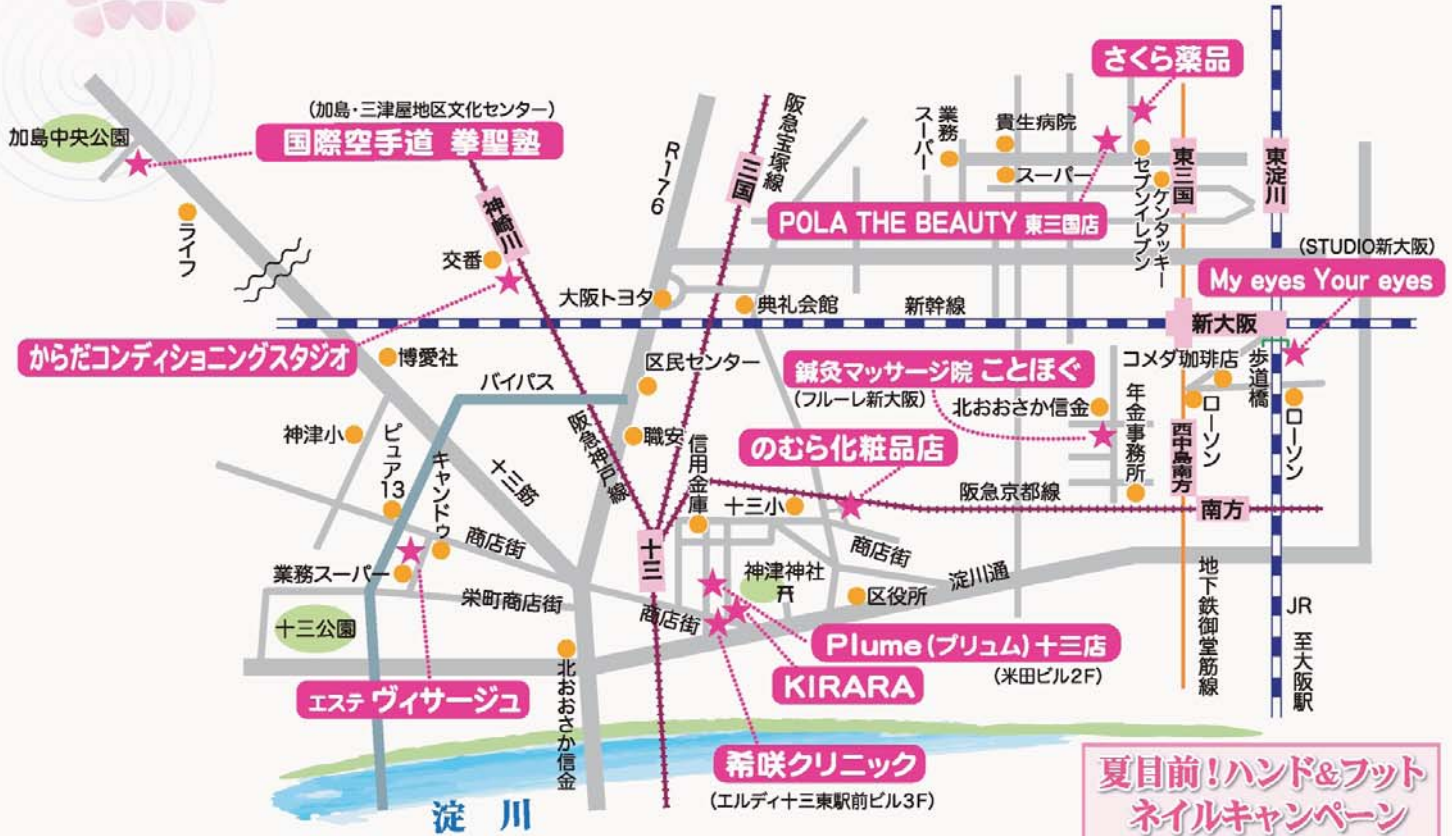 さくら薬品
(加島・三津屋地区文化センター)
国際空手道 拳聖塾
加島中央公園
ライフ
神崎川
交番
R176
三国
阪急宝塚線
業務スーパー
貴生病院
スーパー
セブンイレブン
ケンタッキー
東三国
東淀川
POLA THE BEAUTY 東三国店
(STUDIO新大阪)
My eyes Your eyes
大阪トヨタ
典礼会館
新幹線
新大阪
からだコンディショニングスタジオ
博愛社
バイパス
区民センター
鍼灸マッサージ院 ことほぐ
(フルーレ新大阪)
北おおさか信金
年金事務所
コメダ珈琲店
歩道橋
ローソン
ローソン
西中島南方
神津小
ピュア13
キャンドゥ
十三筋
阪急神戸線
職安
信用金庫
のむら化粧品店
十三小
阪急京都線
南方
商店街
業務スーパー
栄町商店街
十三公園
十三
商店街
神津神社
商店街
区役所
淀川通
地下鉄御堂筋線
JR 至大阪駅
Plume(プリュム)十三店
(米田ビル2F)
KIRARA
エステ ヴィサージュ
北おおさか信金
希咲クリニック
(エルディ十三東駅前ビル3F)
淀川
夏目前!ハンド&フット
ネイルキャンペーン